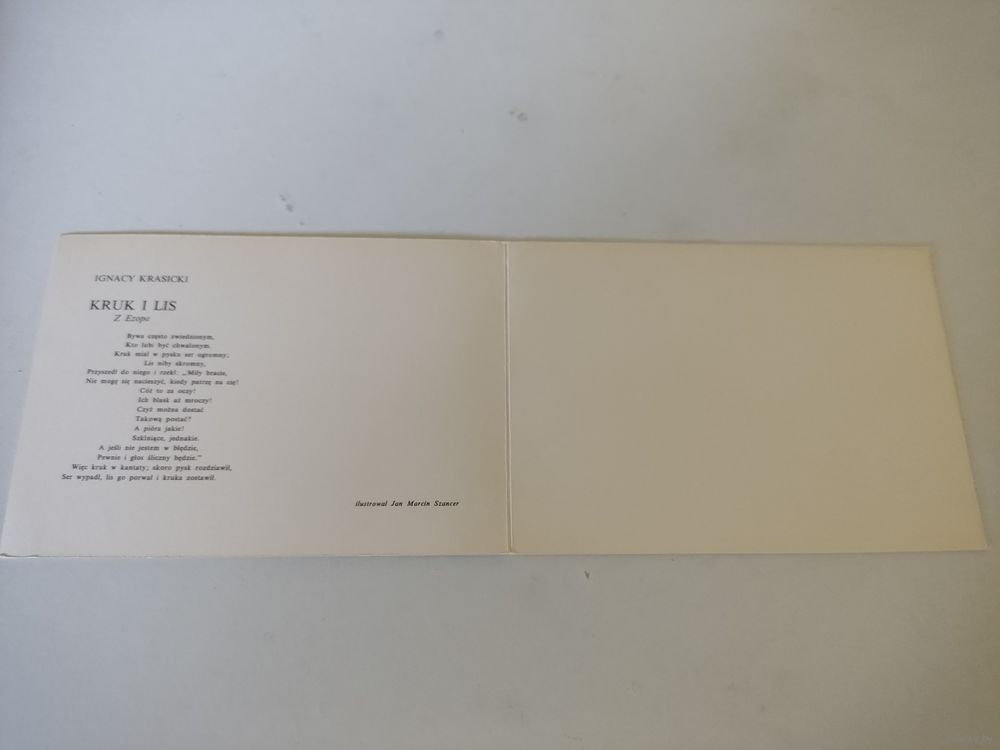 IGNACY KRASICKI
KRUK I LIS
Z Ezopa
Bywa często zwiedzionym,
Kto lubi być chwalonym.
Kruk miał w pysku ser ogromny;
Lis niby skromny,
Przyszedł do niego i rzekł: „Miły bracie,
Nie mogę się nacieszyć, kiedy patrzę na cię!
Cóż to za oczy!
Ich blask aż mroczy!
Czyż można dostać
Takową postać?
A pióra jakie!
Szklniące, jednakie.
A jeśli nie jestem w błędzie,
Pewnie i głos śliczny będzie."
Więc kruk w kantaty; skoro pysk rozdziawił,
Ser wypadł, lis go porwał i kruka zostawił.
ilustrował Jan Marcin Szancer